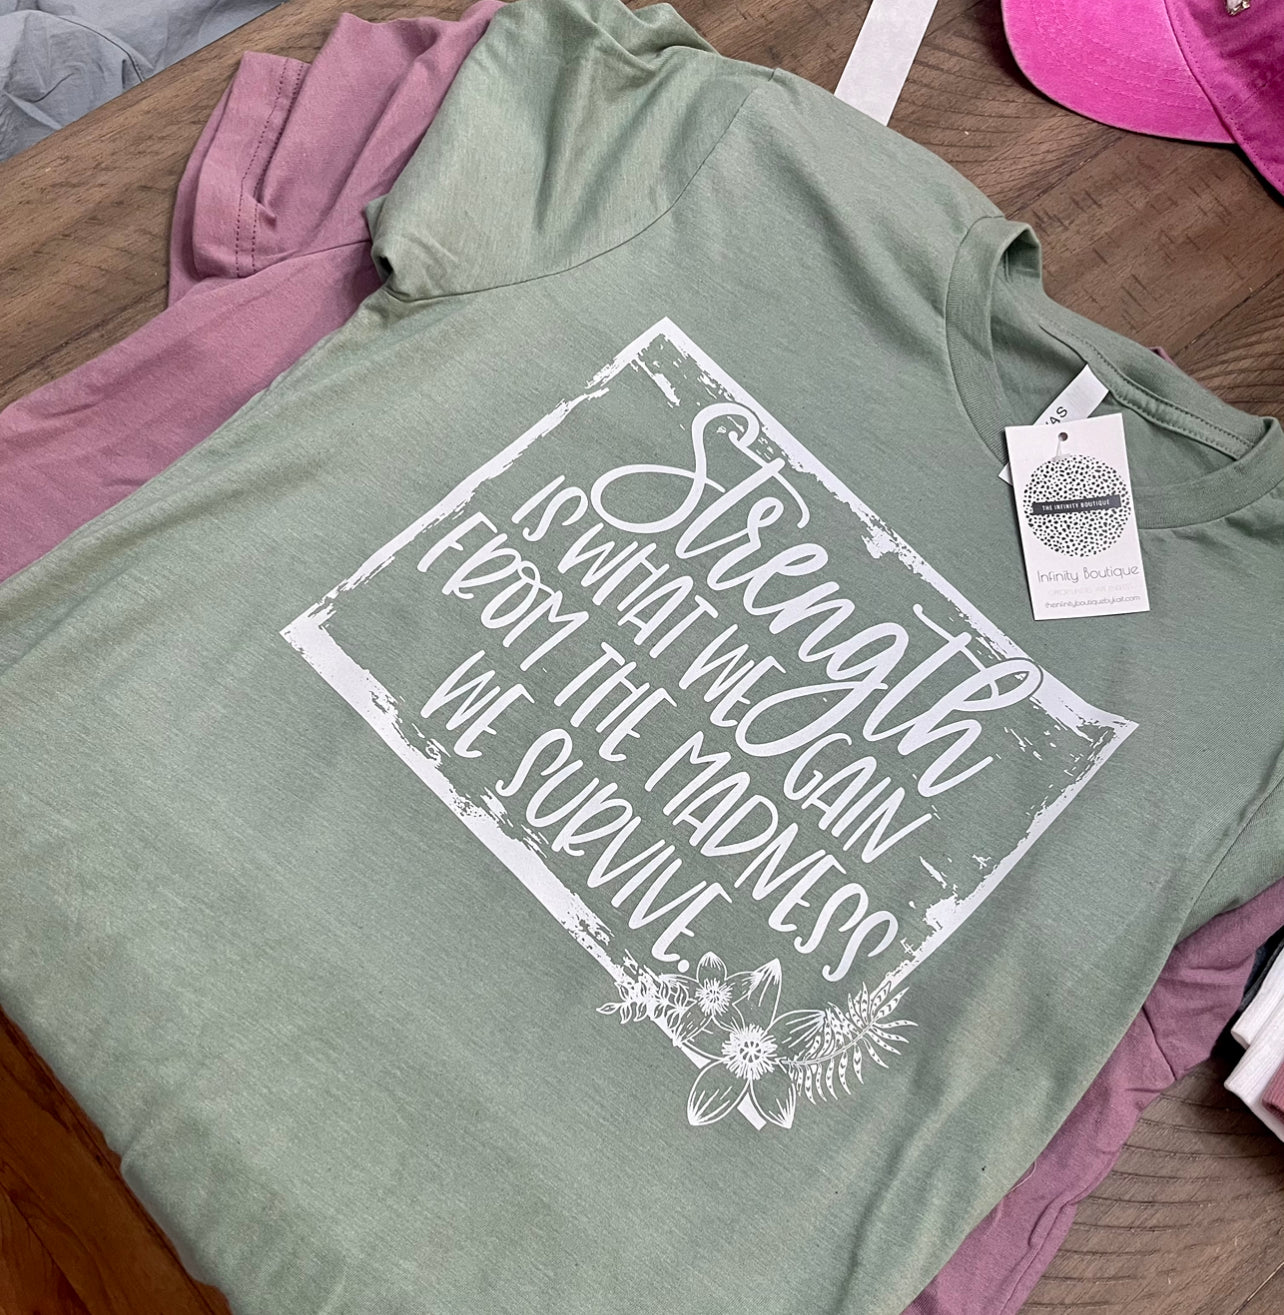 Strength
IS WHAT WE GAIN
FROM THE MADNESS
WE SURVIVE.
THE INFINITY BOUTIQUE
Infinity Boutique